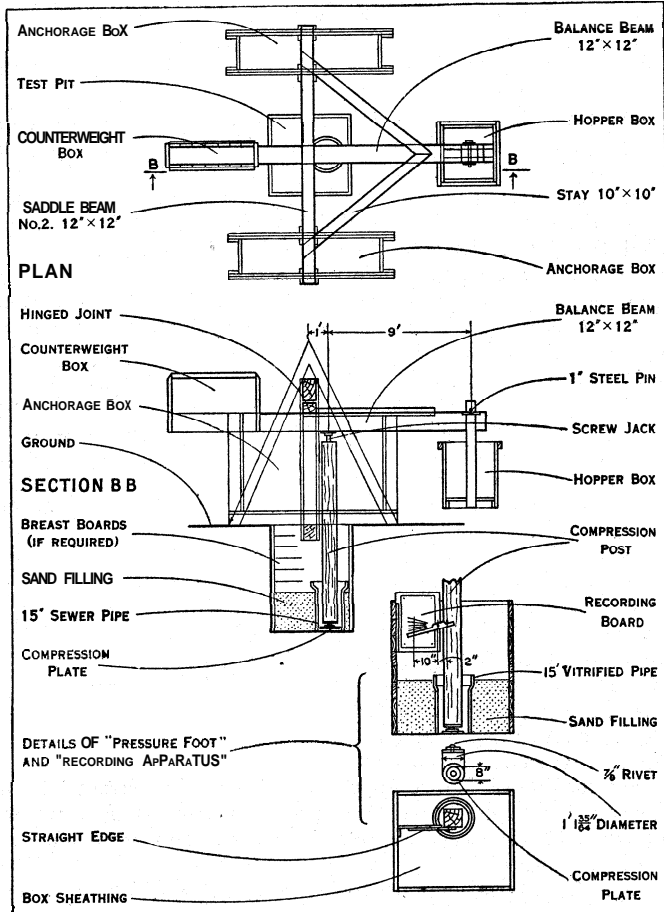 ANCHORAGE BOX
BALANCE BEAM
12"×12"
TEST PIT
HOPPER BOX
COUNTERWEIGHT
BOX
B
B
SADDLE BEAM
No.2. 12"×12"
STAY 10"×10"
PLAN
ANCHORAGE BOX
HINGED JOINT
1'
9'
BALANCE BEAM
12"×12"
COUNTERWEIGHT
BOX
1" STEEL PIN
ANCHORAGE BOX
SCREW JACK
GROUND
HOPPER BOX
SECTION BB
BREAST BOARDS
(IF REQUIRED)
COMPRESSION
POST
SAND FILLING
RECORDING
BOARD
15" SEWER PIPE
COMPRESSION
PLATE
10"
2"
15' VITRIFIED PIPE
SAND FILLING
DETAILS OF "PRESSURE FOOT"
AND "RECORDING APPARATUS"
8"
7/8" RIVET
1' 1 35/64" DIAMETER
STRAIGHT EDGE
COMPRESSION
PLATE
BOX SHEATHING